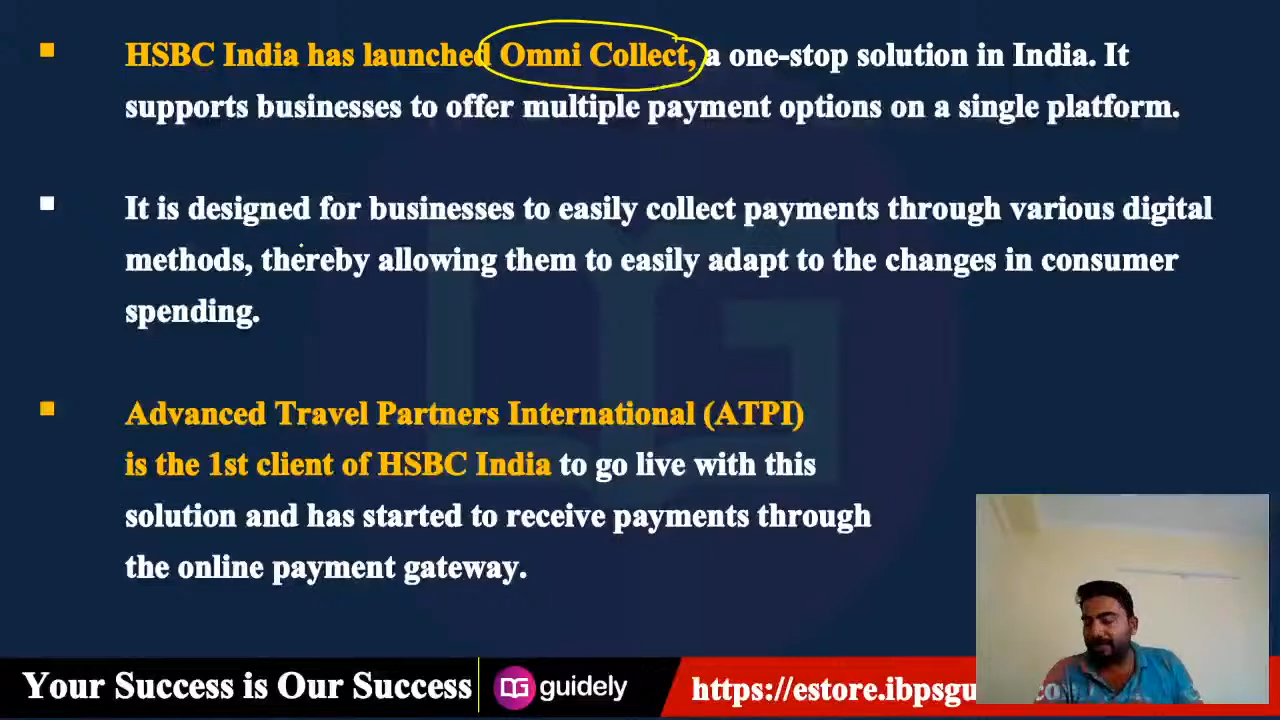 HSBC India has launched Omni Collect, a one-stop solution in India. It
supports businesses to offer multiple payment options on a single platform.
It is designed for businesses to easily collect payments through various digital
methods, thereby allowing them to easily adapt to the changes in consumer
spending.
Advanced Travel Partners International (ATPI)
is the 1st client of HSBC India to go live with this
solution and has started to receive payments through
the online payment gateway.
Your Success is Our Success
guidely
https://estore.ibpsgu